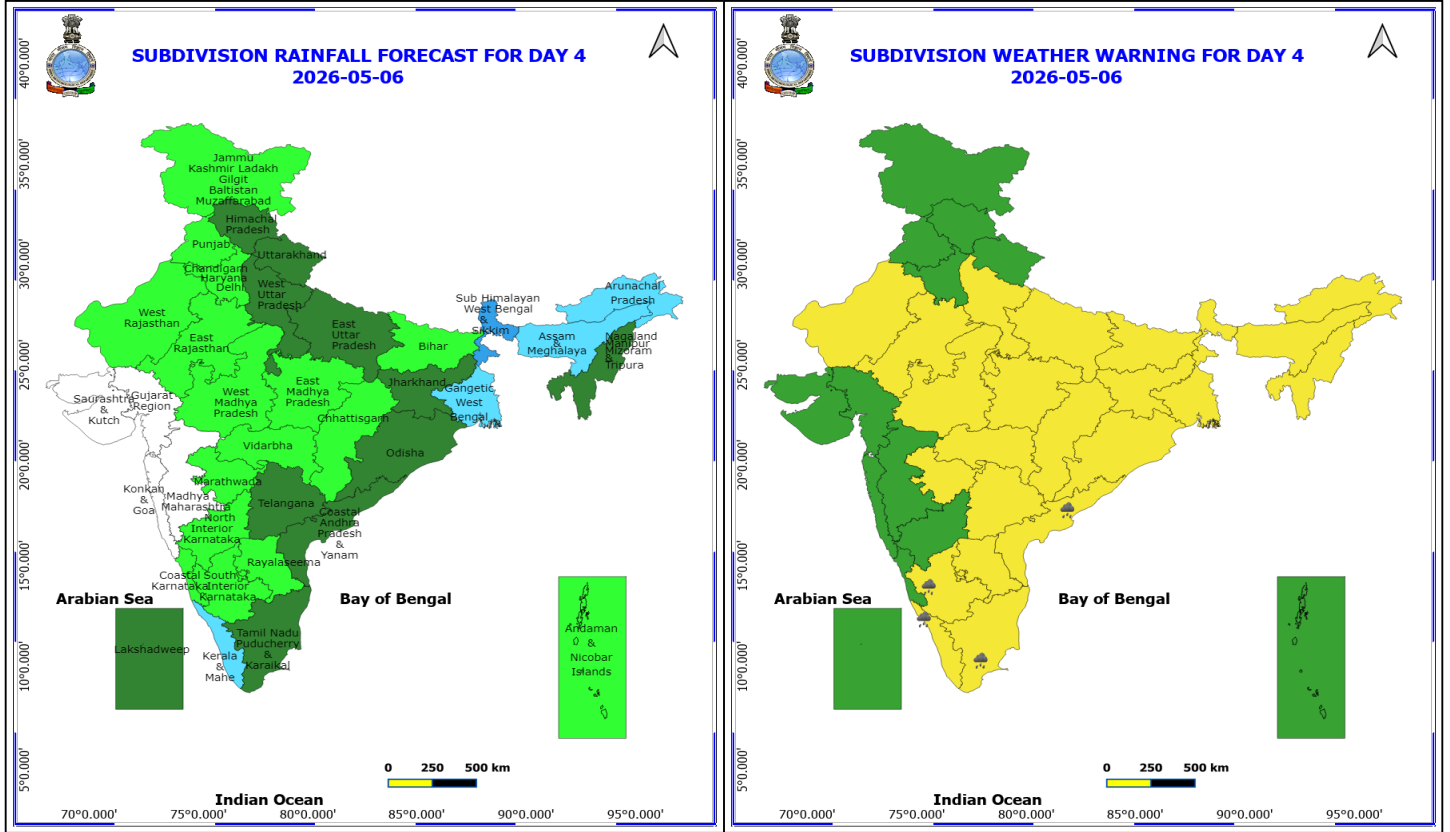 SUBDIVISION RAINFALL FORECAST FOR DAY 4
2026-05-06
40°0.000'
35°0.000'
30°0.000'
25°0.000'
20°0.000'
15°0.000'
10°0.000'
5°0.000'
Jammu
Kashmir Ladakh
Gilgit
Baltistan
Muzaffarabad
Himachal
Pradesh
Punjab
Uttarakhand
Chandigarh
Haryana
Delhi
West
Uttar
Pradesh
West
Rajasthan
East
Rajasthan
East
Uttar
Pradesh
Bihar
Sub Himalayan
West Bengal
&
Sikkim
Arunachal
Pradesh
Assam
&
Meghalaya
Nagaland
Manipur
Mizoram
&
Tripura
Saurashtra
&
Kutch
Gujarat
Region
West
Madhya
Pradesh
East
Madhya
Pradesh
Jharkhand
Gangetic
West
Bengal
Chhattisgarh
Vidarbha
Odisha
Konkan
&
Goa
Madhya
Maharashtra
Marathwada
Telangana
North
Interior
Karnataka
Coastal
Andhra
Pradesh
&
Yanam
Rayalaseema
Coastal
Karnataka
South
Interior
Karnataka
Arabian Sea
Bay of Bengal
Lakshadweep
Kerala
&
Mahe
Tamil Nadu
Puducherry
&
Karaikal
Andaman
&
Nicobar
Islands
0 250 500 km
Indian Ocean
70°0.000' 75°0.000' 80°0.000' 85°0.000' 90°0.000' 95°0.000'
SUBDIVISION WEATHER WARNING FOR DAY 4
2026-05-06
40°0.000'
35°0.000'
30°0.000'
25°0.000'
20°0.000'
15°0.000'
10°0.000'
5°0.000'
Arabian Sea
Bay of Bengal
0 250 500 km
Indian Ocean
70°0.000' 75°0.000' 80°0.000' 85°0.000' 90°0.000' 95°0.000'